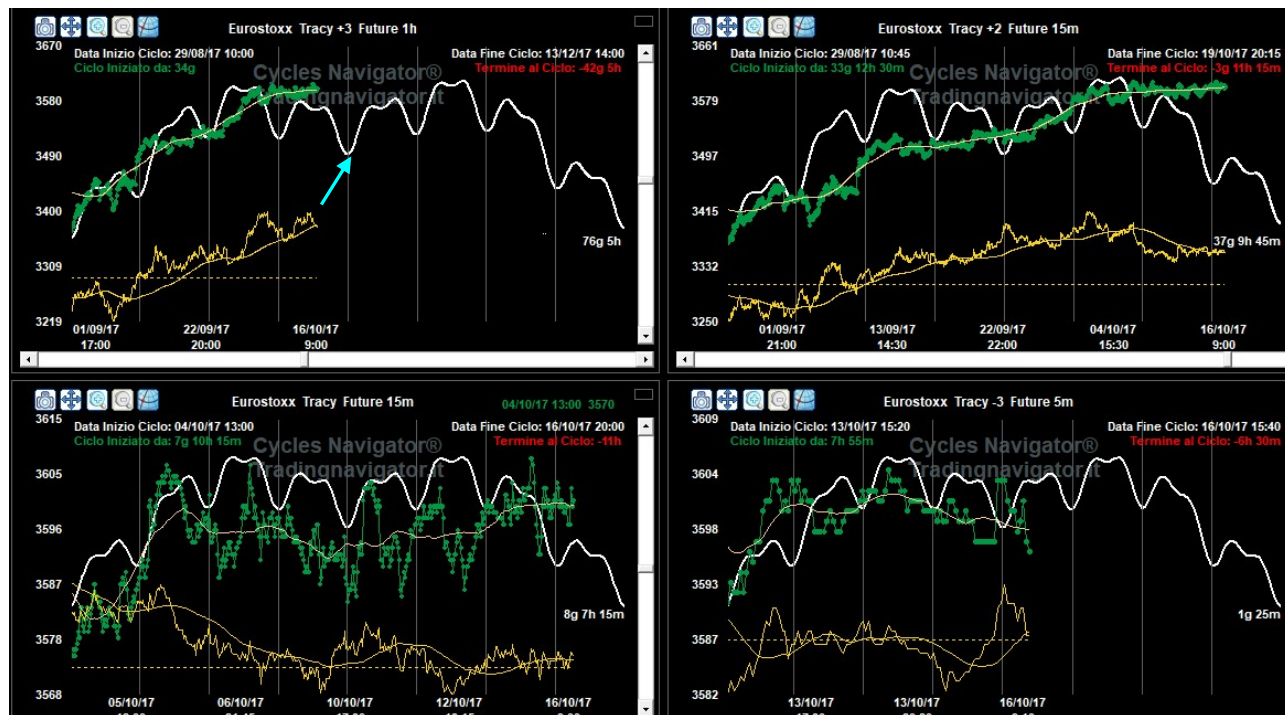 Eurostoxx Tracy +3 Future 1h
3670
Data Inizio Ciclo: 29/08/17 10:00
Data Fine Ciclo: 13/12/17 14:00
Ciclo Iniziato da: 34g
Termine al Ciclo: -42g 5h
Cycles Navigator®
Tradingnavigator.it
3580
3490
3400
76g 5h
3309
3219
01/09/17 22/09/17 16/10/17
17:00 20:00 9:00
Eurostoxx Tracy +2 Future 15m
3661
Data Inizio Ciclo: 29/08/17 10:45
Data Fine Ciclo: 19/10/17 20:15
Ciclo Iniziato da: 33g 12h 30m
Termine al Ciclo: -3g 11h 15m
Cycles Navigator®
Tradingnavigator.it
3579
3497
3415
37g 9h 45m
3332
3250
01/09/17 13/09/17 22/09/17 04/10/17 16/10/17
21:00 14:30 22:00 15:30 9:00
Eurostoxx Tracy Future 15m
04/10/17 13:00 3570
3615
Data Inizio Ciclo: 04/10/17 13:00
Data Fine Ciclo: 16/10/17 20:00
Ciclo Iniziato da: 7g 10h 15m
Termine al Ciclo: -11h
Cycles Navigator®
Tradingnavigator.it
3605
3596
3587
8g 7h 15m
3578
3568
05/10/17 06/10/17 10/10/17 12/10/17 16/10/17
Eurostoxx Tracy -3 Future 5m
3609
Data Inizio Ciclo: 13/10/17 15:20
Data Fine Ciclo: 16/10/17 15:40
Ciclo Iniziato da: 7h 55m
Termine al Ciclo: -6h 30m
Cycles Navigator®
Tradingnavigator.it
3604
3598
3593
1g 25m
3587
3582
13/10/17 13/10/17 16/10/17